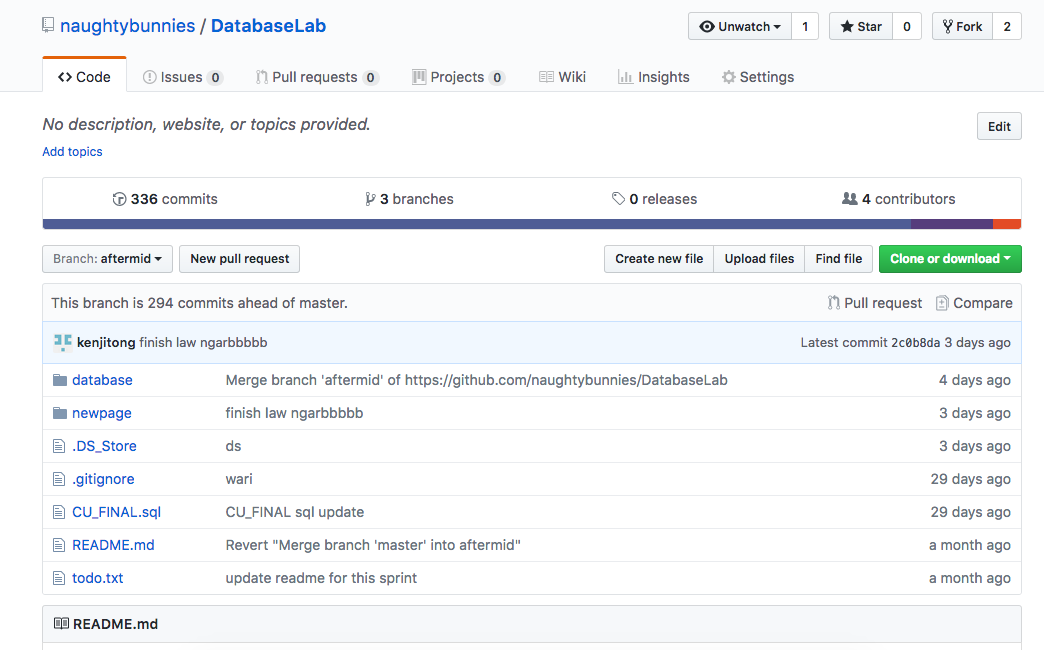 naughtybunnies / DatabaseLab
Unwatch 1 Star 0 Fork 2
Code Issues 0 Pull requests 0 Projects 0 Wiki Insights Settings
No description, website, or topics provided. Edit
Add topics
336 commits 3 branches 0 releases 4 contributors
Branch: aftermid New pull request Create new file Upload files Find file Clone or download
This branch is 294 commits ahead of master. Pull request Compare
kenjitong finish law ngarbbbbb Latest commit 2c0b8da 3 days ago
database Merge branch 'aftermid' of https://github.com/naughtybunnies/DatabaseLab 4 days ago
newpage finish law ngarbbbbb 3 days ago
.DS_Store ds 3 days ago
.gitignore wari 29 days ago
CU_FINAL.sql CU_FINAL sql update 29 days ago
README.md Revert "Merge branch 'master' into aftermid" a month ago
todo.txt update readme for this sprint a month ago
README.md